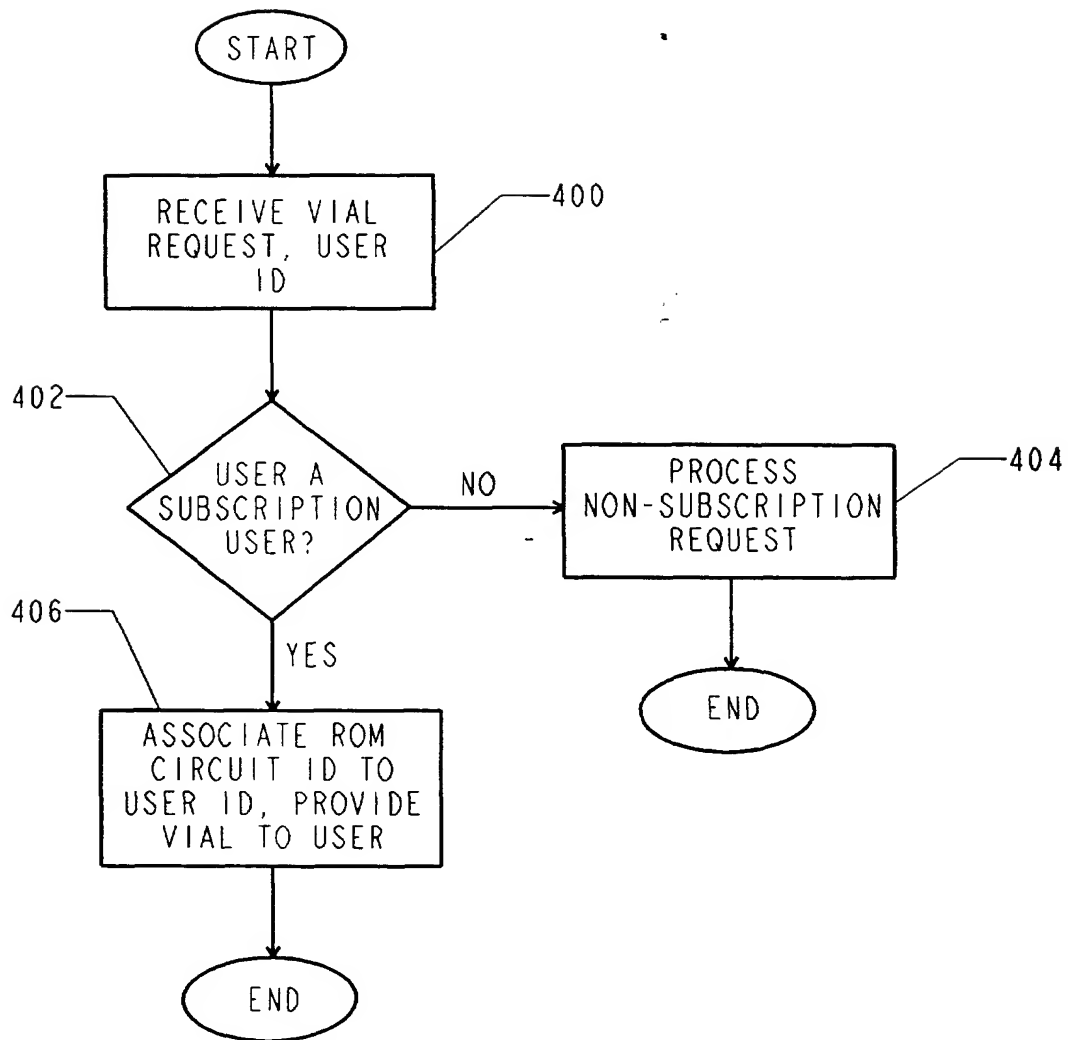 START
RECEIVE VIAL
REQUEST, USER
ID
400
402
USER A
SUBSCRIPTION
USER?
NO
PROCESS
NON-SUBSCRIPTION
REQUEST
404
406
YES
END
ASSOCIATE ROM
CIRCUIT ID TO
USER ID, PROVIDE
VIAL TO USER
END